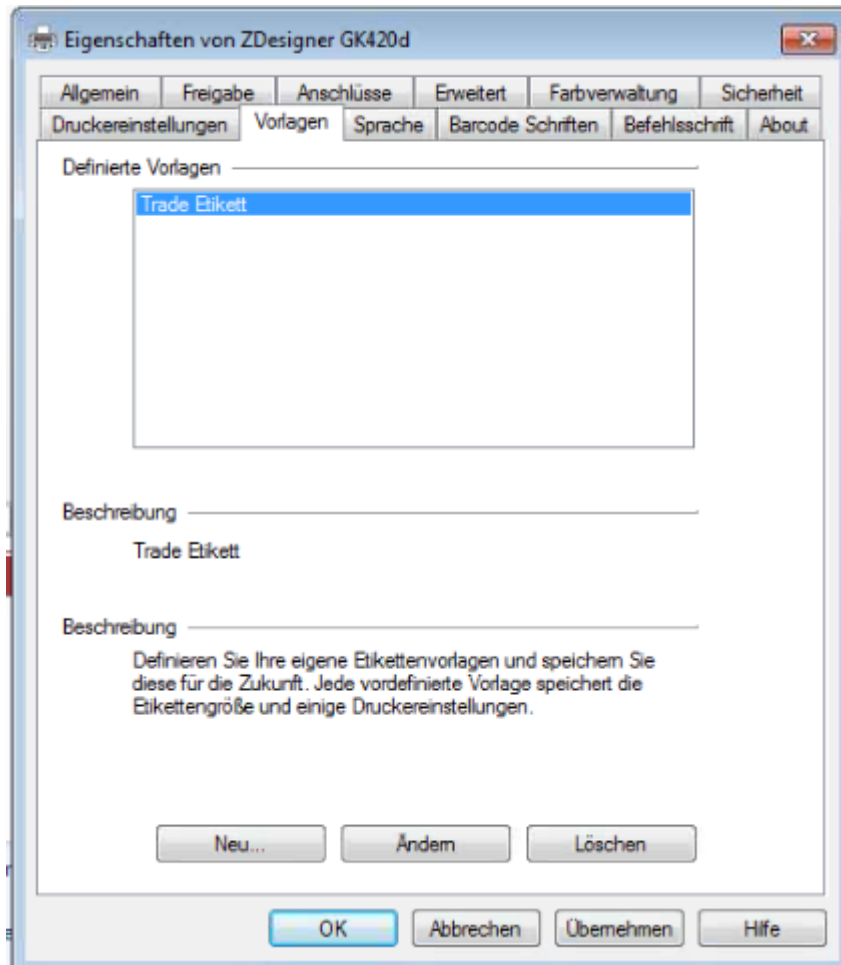 Eigenschaften von ZDesigner GK420d
Allgemein Freigabe Anschlüsse Erweitert Farbverwaltung Sicherheit
Druckereinstellungen Vorlagen Sprache Barcode Schriften Befehlsschrift About
Definierte Vorlagen
Trade Etikett
Beschreibung
Trade Etikett
Beschreibung
Definieren Sie Ihre eigene Etikettenvorlagen und speichern Sie
diese für die Zukunft. Jede vordefinierte Vorlage speichert die
Etikettengröße und einige Druckereinstellungen.
Neu... Ändern Löschen
OK Abbrechen Übernehmen Hilfe